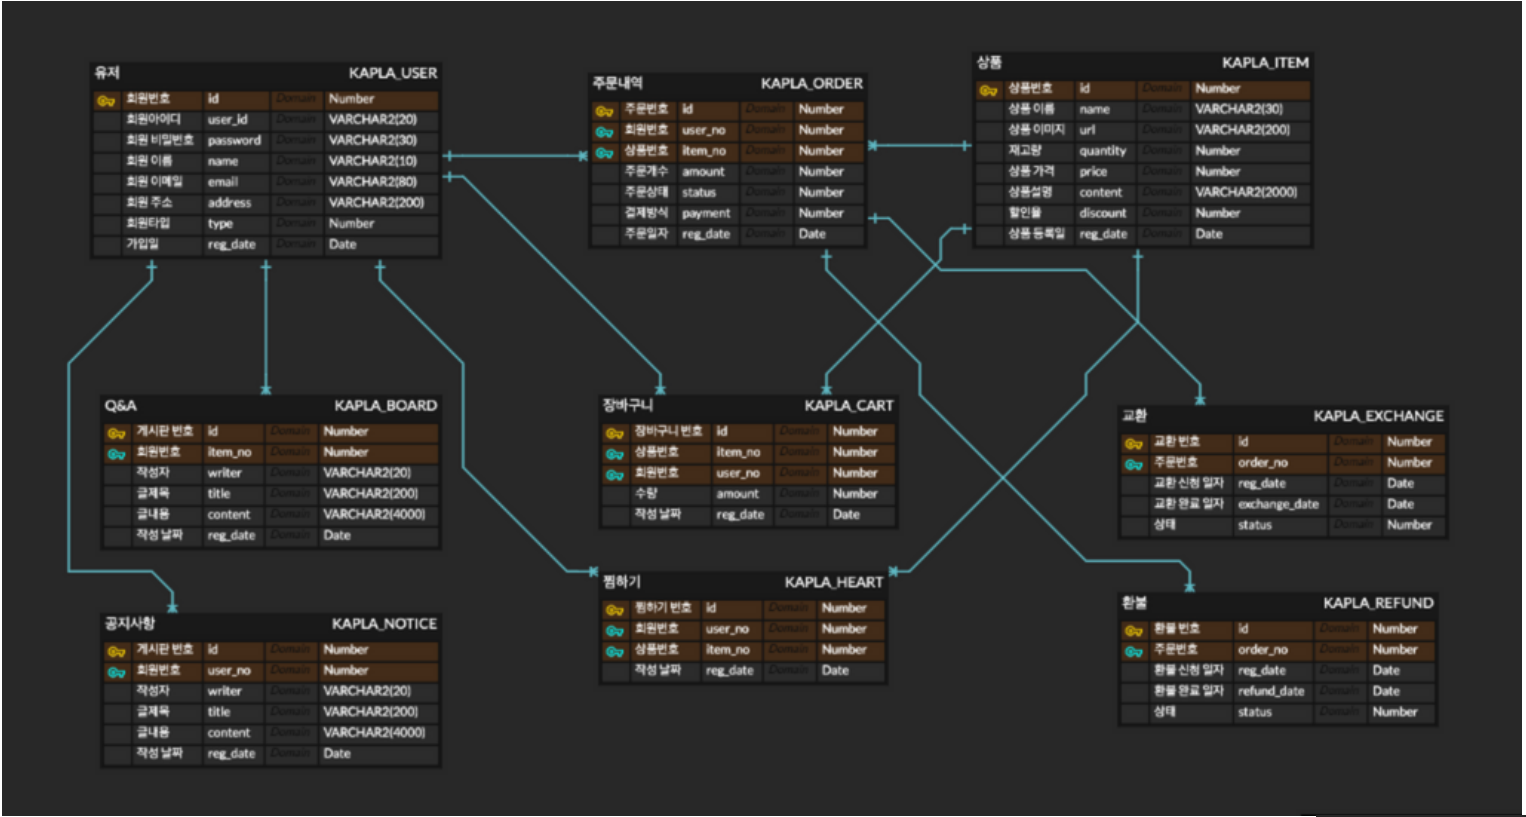 유저 KAPLA_USER
회원번호 id Domain Number
회원아이디 user_id Domain VARCHAR2(20)
회원 비밀번호 password Domain VARCHAR2(30)
회원 이름 name Domain VARCHAR2(10)
회원 이메일 email Domain VARCHAR2(80)
회원 주소 address Domain VARCHAR2(200)
회원타입 type Domain Number
가입일 reg_date Domain Date
주문내역 KAPLA_ORDER
주문번호 id Domain Number
회원번호 user_no Domain Number
상품번호 item_no Domain Number
주문개수 amount Domain Number
주문상태 status Domain Number
결제방식 payment Domain Number
주문일자 reg_date Domain Date
상품 KAPLA_ITEM
상품번호 id Domain Number
상품 이름 name Domain VARCHAR2(30)
상품 이미지 url Domain VARCHAR2(200)
재고량 quantity Domain Number
상품 가격 price Domain Number
상품설명 content Domain VARCHAR2(2000)
할인율 discount Domain Number
상품 등록일 reg_date Domain Date
Q&A KAPLA_BOARD
게시판 번호 id Domain Number
회원번호 item_no Domain Number
작성자 writer Domain VARCHAR2(20)
글제목 title Domain VARCHAR2(200)
글내용 content Domain VARCHAR2(4000)
작성 날짜 reg_date Domain Date
장바구니 KAPLA_CART
장바구니 번호 id Domain Number
상품번호 item_no Domain Number
회원번호 user_no Domain Number
수량 amount Domain Number
작성 날짜 reg_date Domain Date
교환 KAPLA_EXCHANGE
교환 번호 id Domain Number
주문번호 order_no Domain Number
교환 신청 일자 reg_date Domain Date
교환 완료 일자 exchange_date Domain Date
상태 status Domain Number
공지사항 KAPLA_NOTICE
게시판 번호 id Domain Number
회원번호 user_no Domain Number
작성자 writer Domain VARCHAR2(20)
글제목 title Domain VARCHAR2(200)
글내용 content Domain VARCHAR2(4000)
작성 날짜 reg_date Domain Date
찜하기 KAPLA_HEART
찜하기 번호 id Domain Number
회원번호 user_no Domain Number
상품번호 item_no Domain Number
작성 날짜 reg_date Domain Date
환불 KAPLA_REFUND
환불 번호 id Domain Number
주문번호 order_no Domain Number
환불 신청 일자 reg_date Domain Date
환불 완료 일자 refund_date Domain Date
상태 status Domain Number